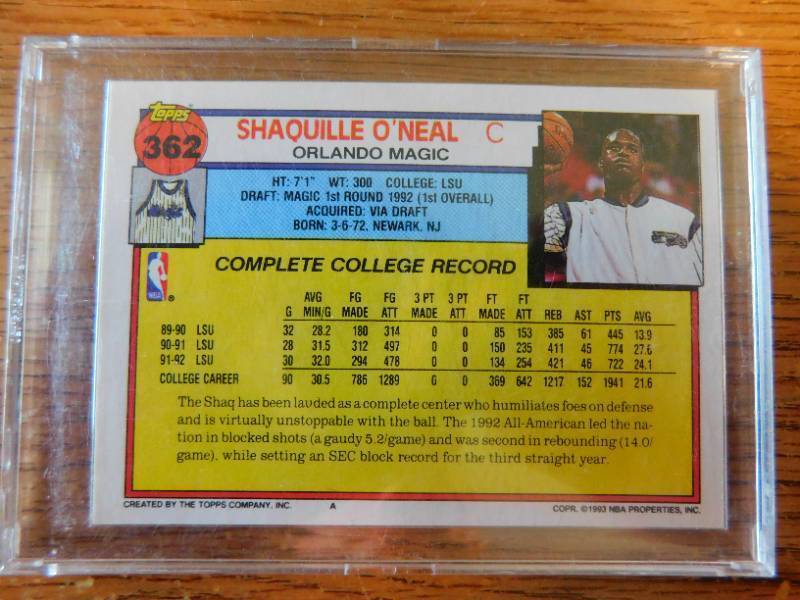 Topps
362
SHAQUILLE O'NEAL C
ORLANDO MAGIC
HT: 7'1" WT: 300 COLLEGE: LSU
DRAFT: MAGIC 1st ROUND 1992 (1st OVERALL)
ACQUIRED: VIA DRAFT
BORN: 3-6-72, NEWARK, NJ
NBA ®
COMPLETE COLLEGE RECORD
AVG FG FG 3 PT 3 PT FT FT
G MIN/G MADE ATT MADE ATT MADE ATT REB AST PTS AVG
89-90 LSU 32 28.2 180 314 0 0 85 153 385 61 445 13.9
90-91 LSU 28 31.5 312 497 0 0 150 235 411 45 774 27.6
91-92 LSU 30 32.0 294 478 0 0 134 254 421 46 722 24.1
COLLEGE CAREER 90 30.5 786 1289 0 0 369 642 1217 152 1941 21.6
The Shaq has been lauded as a complete center who humiliates foes on defense
and is virtually unstoppable with the ball. The 1992 All-American led the na-
tion in blocked shots (a gaudy 5.2/game) and was second in rebounding (14.0/
game), while setting an SEC block record for the third straight year.
CREATED BY THE TOPPS COMPANY, INC. A COPR. ©1993 NBA PROPERTIES, INC.